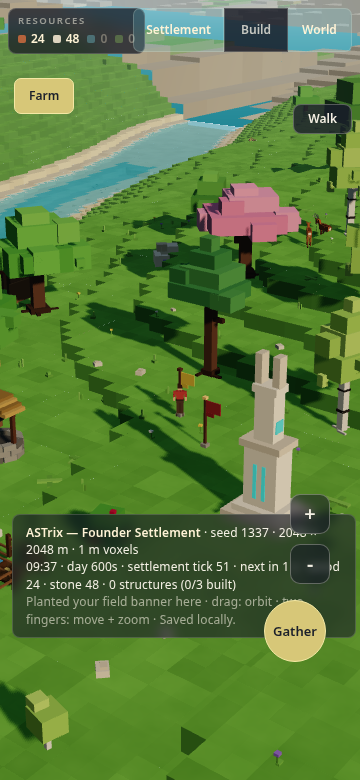 RESOURCES
24 48 0 0
Settlement Build World
Farm
Walk
ASTrix — Founder Settlement · seed 1337 · 2048
2048 m · 1 m voxels
09:37 · day 600s · settlement tick 51 · next in
24 · stone 48 · 0 structures (0/3 built)
Planted your field banner here · drag: orbit ·
fingers: move + zoom · Saved locally.
+
-
Gather